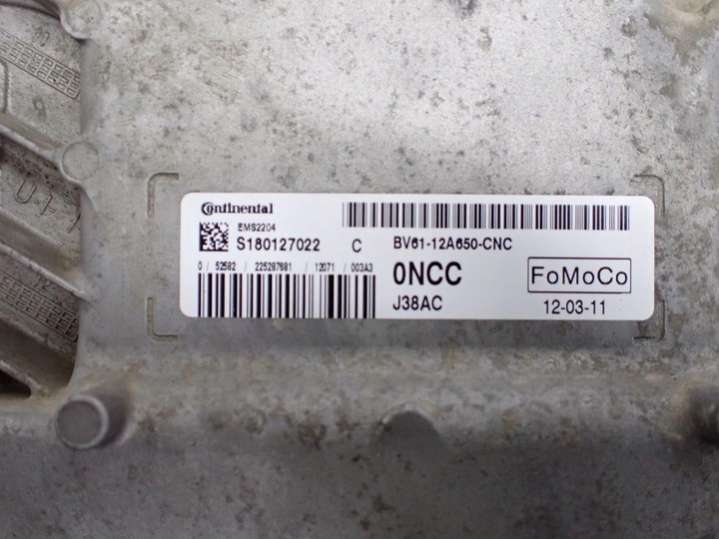 Continental
EMS2204
S180127022 C BV61-12A650-CNC
0 / 52582 / 225287681 / 12071 / 003A3
0NCC
FoMoCo
J38AC
12-03-11